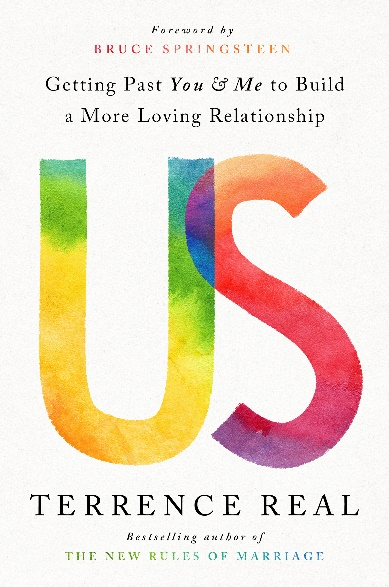 Foreword by
BRUCE SPRINGSTEEN
Getting Past You & Me to Build
a More Loving Relationship
US
TERRENCE REAL
Bestselling author of
THE NEW RULES OF MARRIAGE